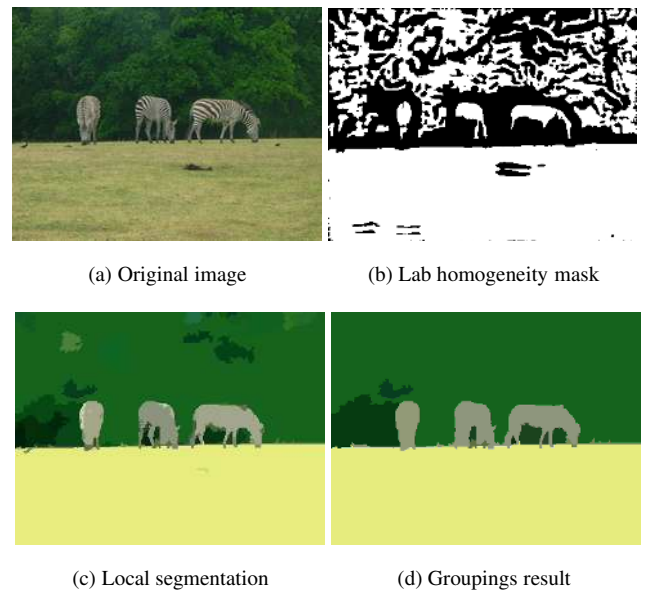 (a) Original image
(b) Lab homogeneity mask
(c) Local segmentation
(d) Groupings result